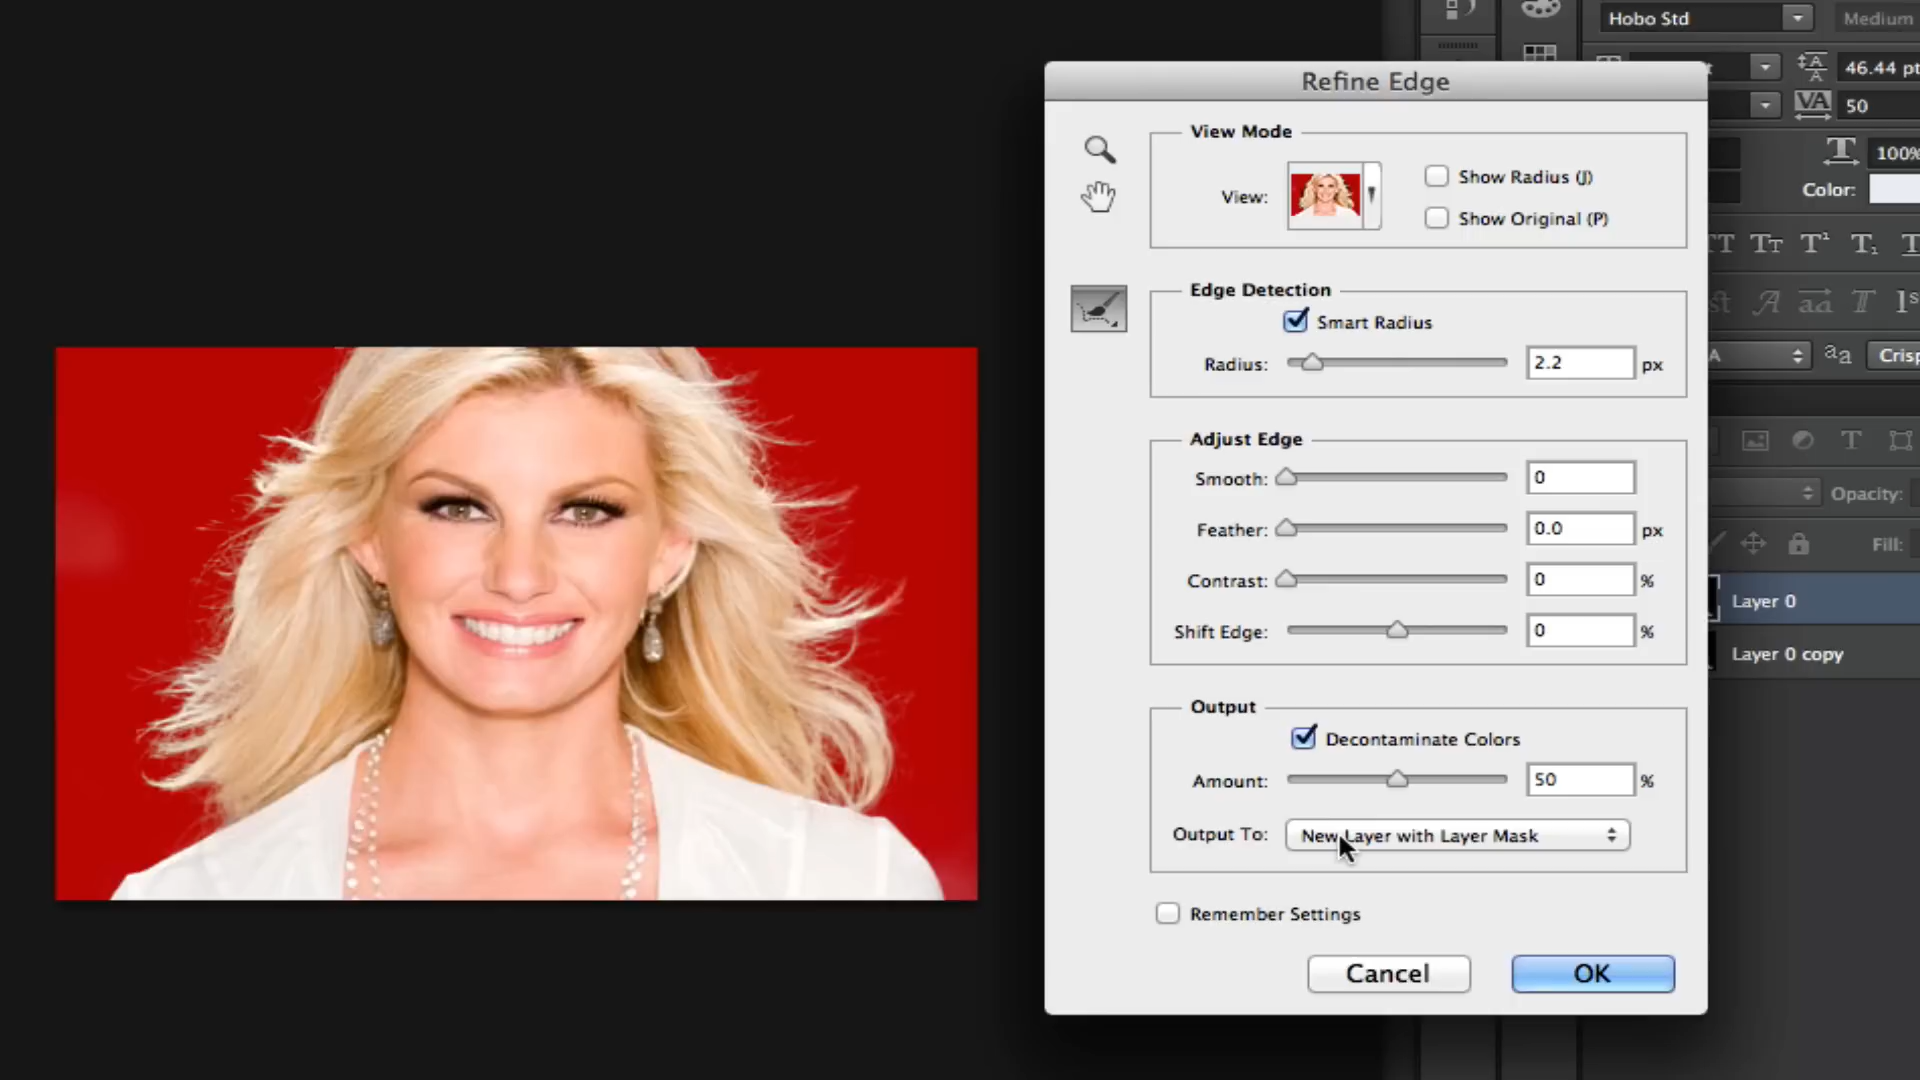 Hobo Std
Medium
46.44 pt
Refine Edge
View Mode
50
100%
View:
Show Radius (J)
Color:
Show Original (P)
Edge Detection
Smart Radius
Radius:
2.2
px
Adjust Edge
Smooth:
0
Opacity:
Feather:
0.0
px
Fill:
Contrast:
0
%
Layer 0
Shift Edge:
0
%
Layer 0 copy
Output
Decontaminate Colors
Amount:
50
%
Output To:
New Layer with Layer Mask
Remember Settings
Cancel
OK